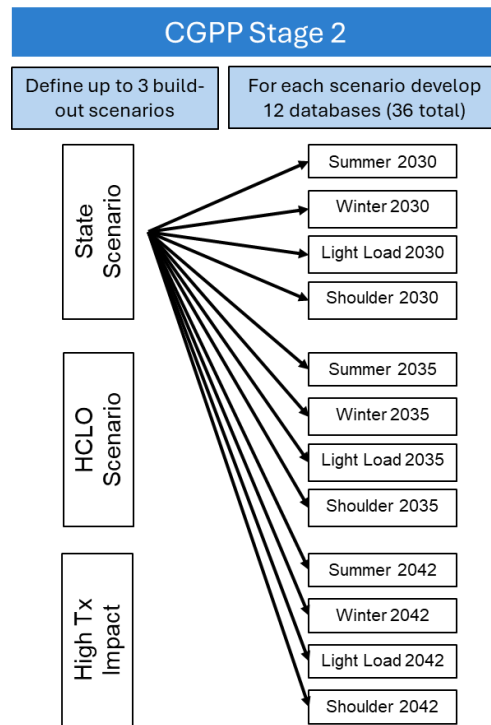 CGPP Stage 2
Define up to 3 build-
out scenarios
For each scenario develop
12 databases (36 total)
State
Scenario
HCLO
Scenario
High Tx
Impact
Summer 2030
Winter 2030
Light Load 2030
Shoulder 2030
Summer 2035
Winter 2035
Light Load 2035
Shoulder 2035
Summer 2042
Winter 2042
Light Load 2042
Shoulder 2042